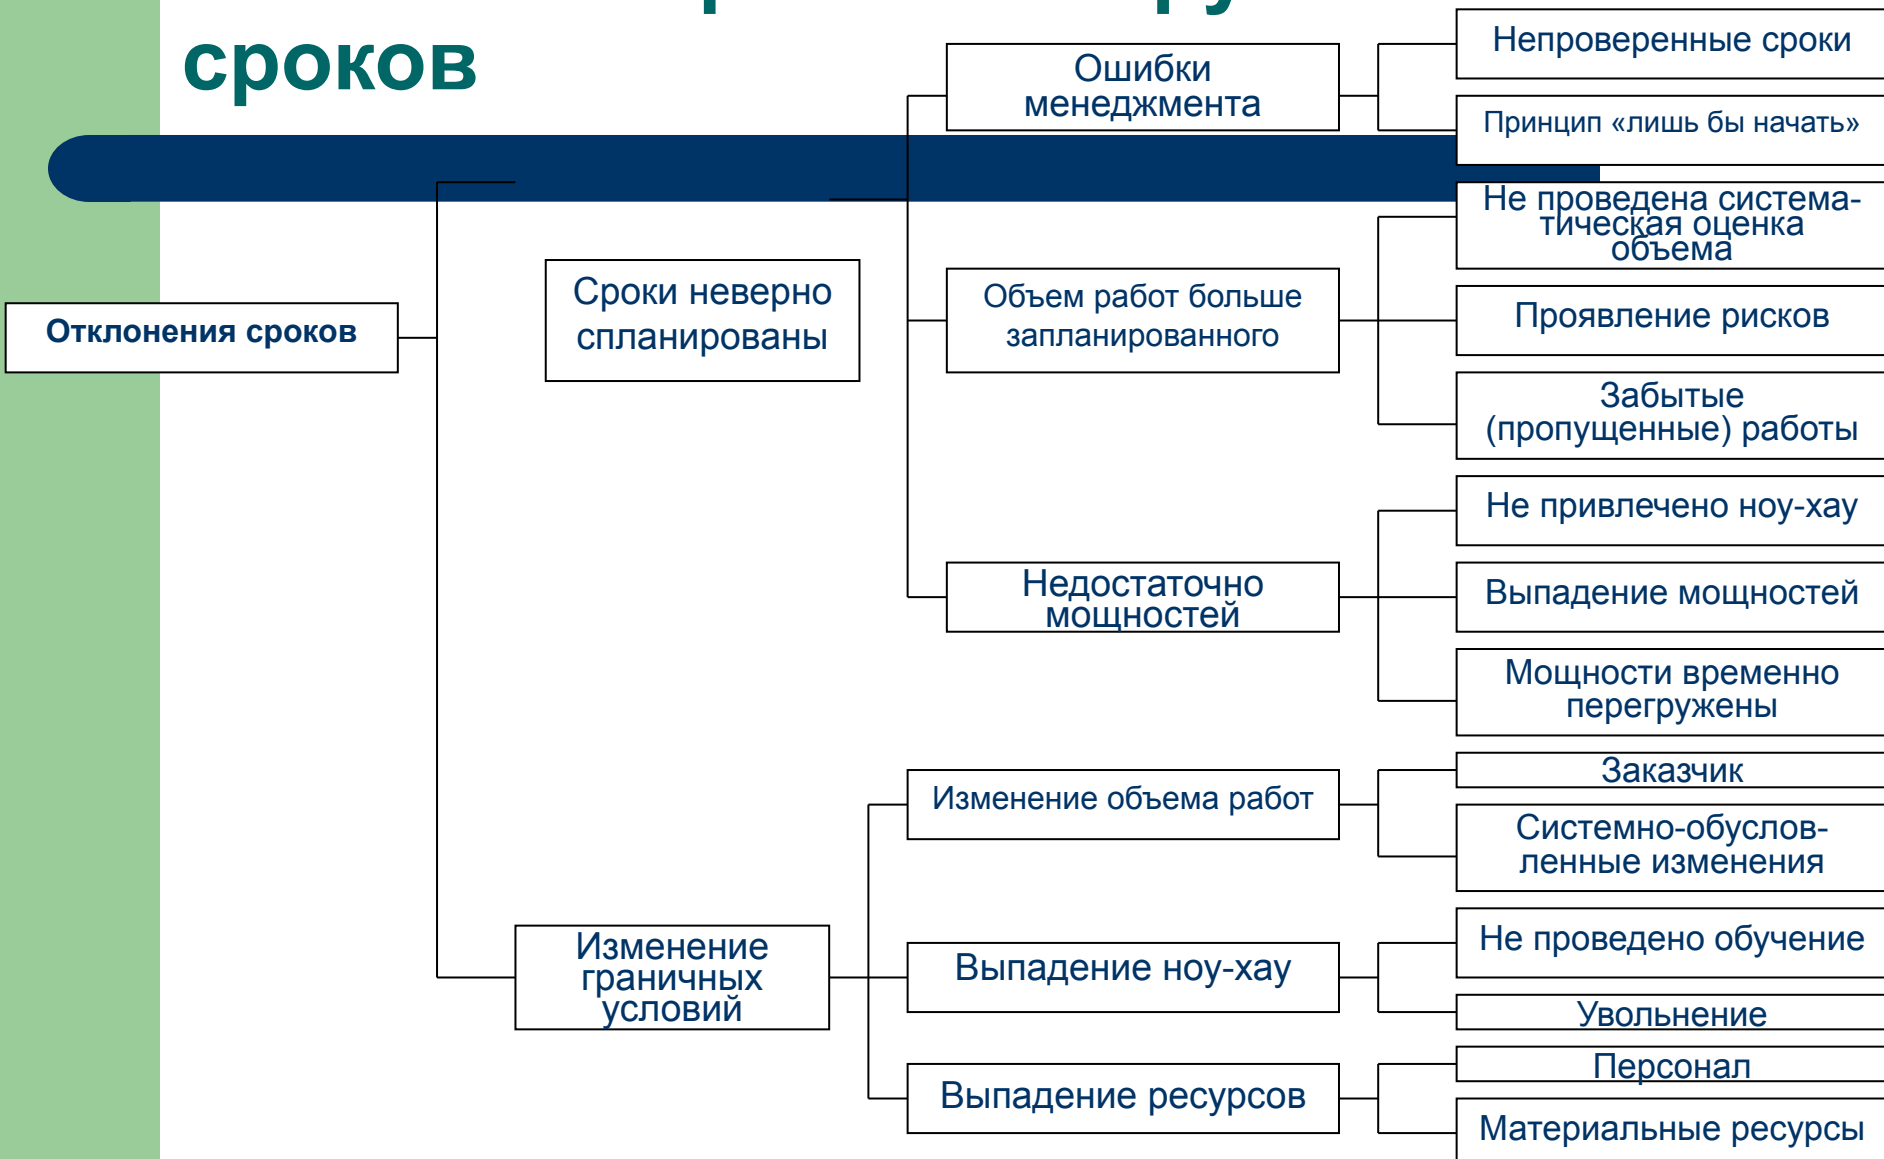 сроков
Отклонения сроков
Сроки неверно
спланированы
Ошибки
менеджмента
Непроверенные сроки
Принцип «лишь бы начать»
Объем работ больше
запланированного
Не проведена система-
тическая оценка
объема
Проявление рисков
Забытые
(пропущенные) работы
Недостаточно
мощностей
Не привлечено ноу-хау
Выпадение мощностей
Мощности временно
перегружены
Изменение
граничных
условий
Изменение объема работ
Заказчик
Системно-обуслов-
ленные изменения
Выпадение ноу-хау
Не проведено обучение
Увольнение
Выпадение ресурсов
Персонал
Материальные ресурсы